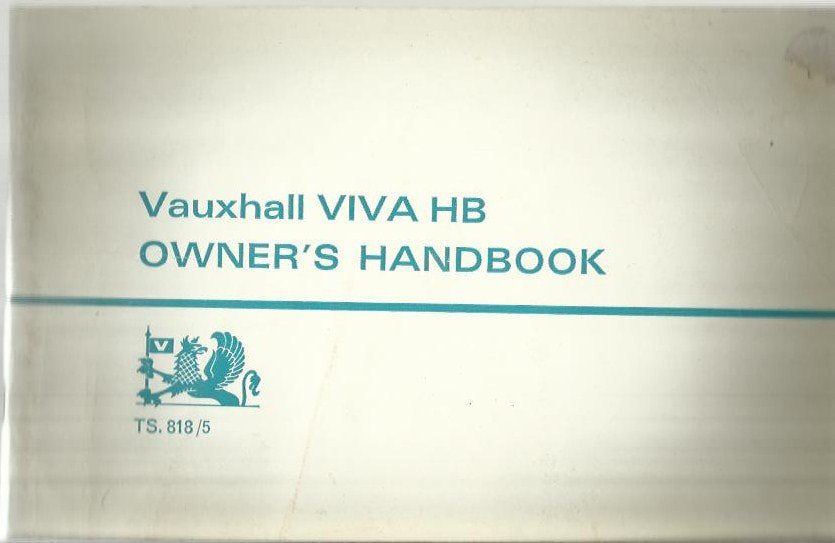 Vauxhall VIVA HB
OWNER'S HANDBOOK
V
TS. 818/5